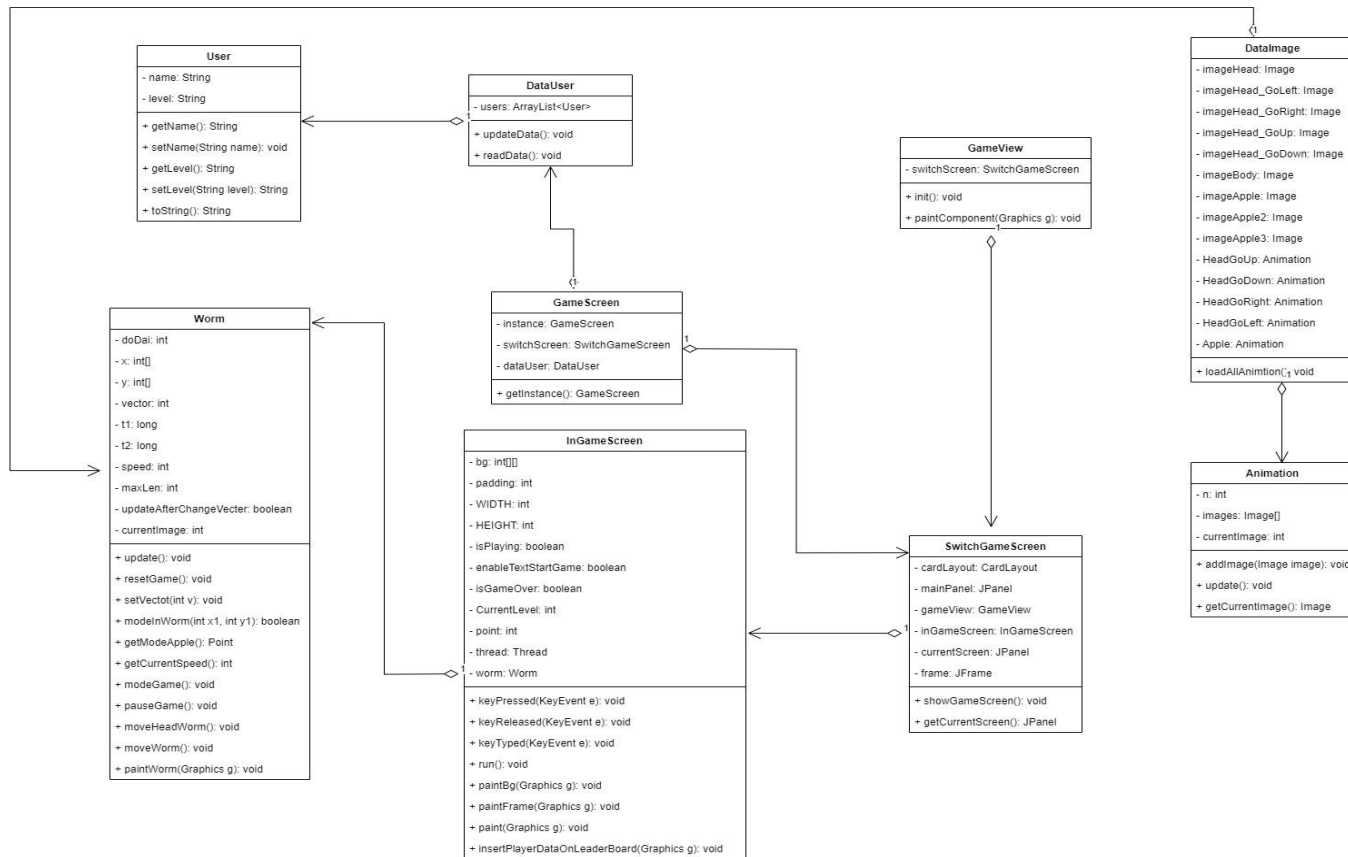 User
- name: String
- level: String
+ getName(): String
+ setName(String name): void
+ getLevel(): String
+ setLevel(String level): String
+ toString(): String
1
DataUser
- users: ArrayList<User>
+ updateData(): void
+ readData(): void
1
GameView
- switchScreen: SwitchGameScreen
+ init(): void
+ paintComponent(Graphics g): void
1
1
DataImage
- imageHead: Image
- imageHead_GoLeft: Image
- imageHead_GoRight: Image
- imageHead_GoUp: Image
- imageHead_GoDown: Image
- imageBody: Image
- imageApple: Image
- imageApple2: Image
- imageApple3: Image
- HeadGoUp: Animation
- HeadGoDown: Animation
- HeadGoRight: Animation
- HeadGoLeft: Animation
- Apple: Animation
+ loadAllAnimtion(): void
1
GameScreen
- instance: GameScreen
- switchScreen: SwitchGameScreen
- dataUser: DataUser
+ getInstance(): GameScreen
1
Worm
- doDai: int
- x: int[]
- y: int[]
- vector: int
- t1: long
- t2: long
- speed: int
- maxLen: int
- updateAfterChangeVecter: boolean
- currentImage: int
+ update(): void
+ resetGame(): void
+ setVectot(int v): void
+ modeInWorm(int x1, int y1): boolean
+ getModeApple(): Point
+ getCurrentSpeed(): int
+ modeGame(): void
+ pauseGame(): void
+ moveHeadWorm(): void
+ moveWorm(): void
+ paintWorm(Graphics g): void
InGameScreen
- bg: int[][]
- padding: int
- WIDTH: int
- HEIGHT: int
- isPlaying: boolean
- enableTextStartGame: boolean
- isGameOver: boolean
- CurrentLevel: int
- point: int
- thread: Thread
- worm: Worm
1
+ keyPressed(KeyEvent e): void
+ keyReleased(KeyEvent e): void
+ keyTyped(KeyEvent e): void
+ run(): void
+ paintBg(Graphics g): void
+ paintFrame(Graphics g): void
+ paint(Graphics g): void
+ insertPlayerDataOnLeaderBoard(Graphics g): void
SwitchGameScreen
- cardLayout: CardLayout
- mainPanel: JPanel
- gameView: GameView
- inGameScreen: InGameScreen
- currentScreen: JPanel
- frame: JFrame
1
+ showGameScreen(): void
+ getCurrentScreen(): JPanel
Animation
- n: int
- images: Image[]
- currentImage: int
+ addImage(Image image): void
+ update(): void
+ getCurrentImage(): Image